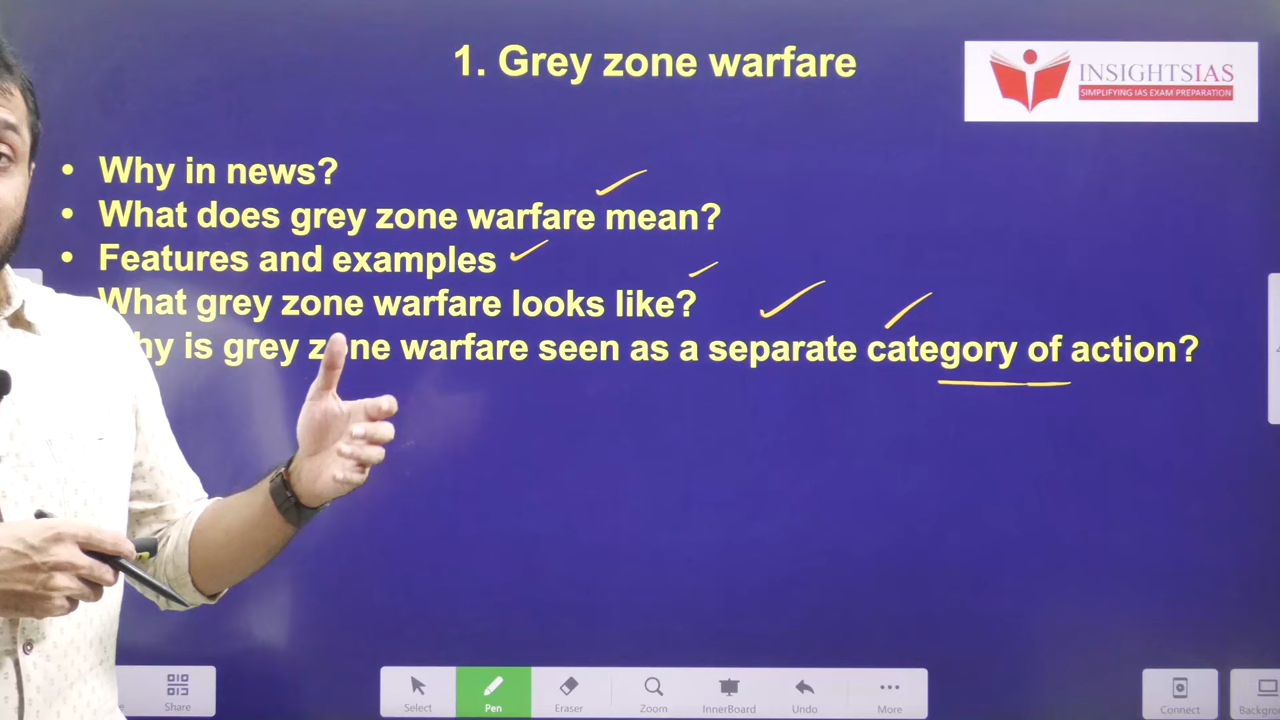 1. Grey zone warfare
INSIGHTSIAS
SIMPLIFYING IAS EXAM PREPARATION
• Why in news?
• What does grey zone warfare mean?
• Features and examples
What grey zone warfare looks like?
is grey zone warfare seen as a separate category of action?
Share
Select
Pen
Eraser
Zoom
InnerBoard
Undo
More
Connect